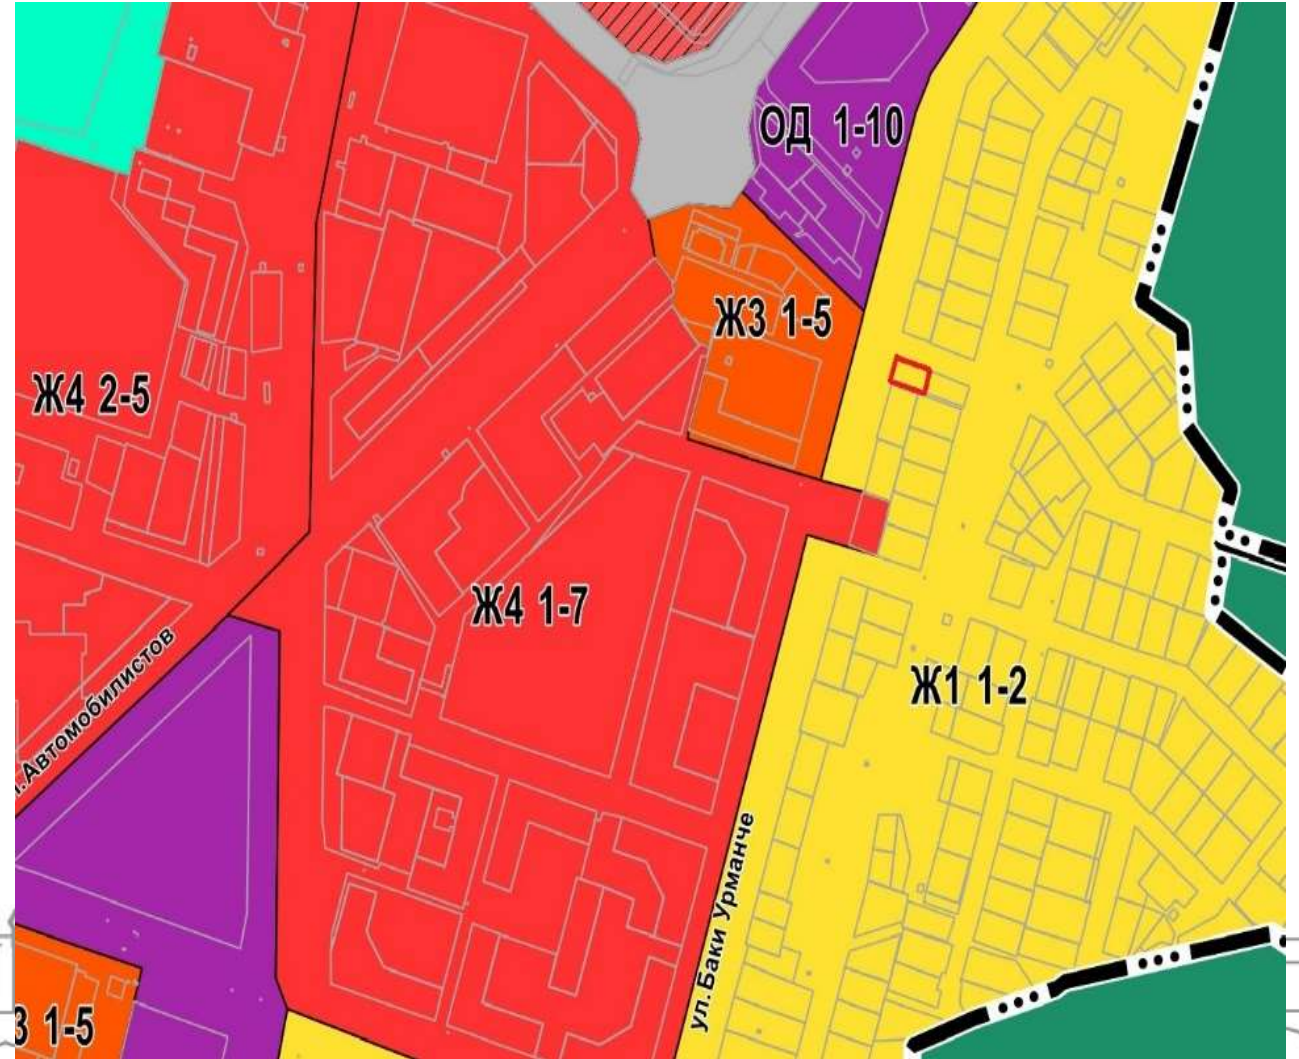 ОД 1-10
Ж3 1-5
Ж4 2-5
Ж4 1-7
Ж1 1-2
.Автомобилистов
ул.Баки Урманче
3 1-5